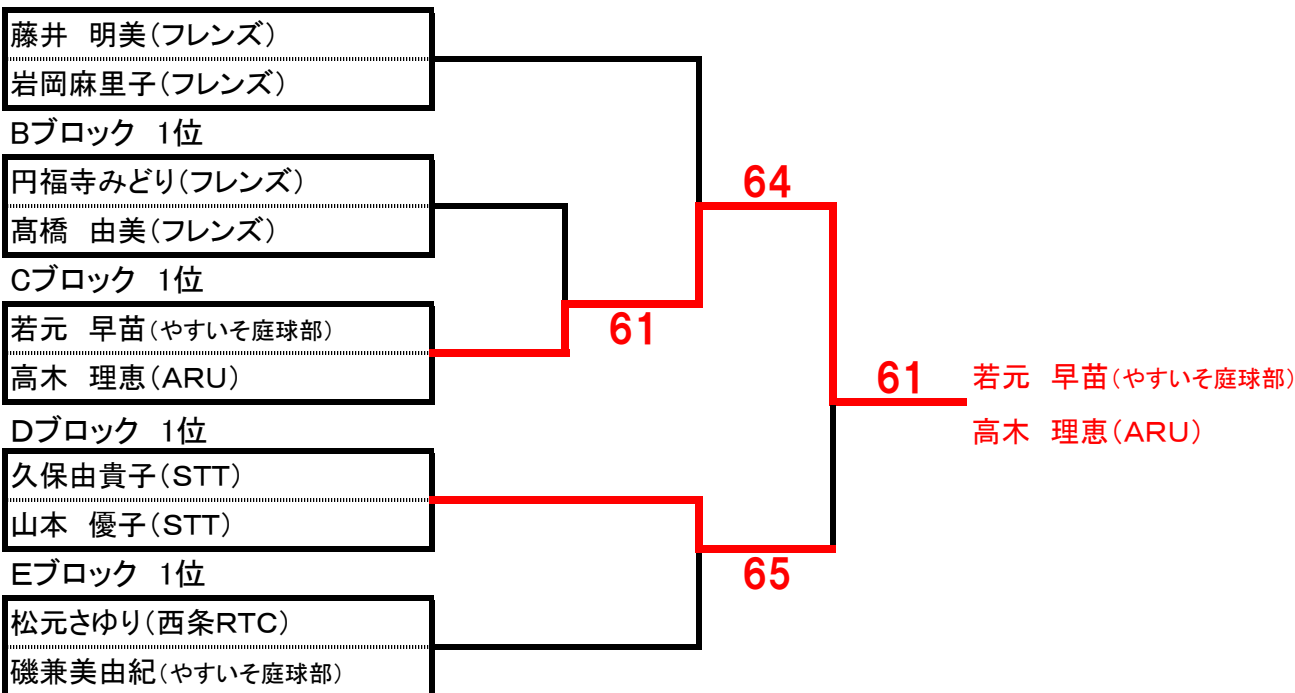 藤井　明美(フレンズ)
岩岡麻里子(フレンズ)
Bブロック　1位
円福寺みどり(フレンズ)
髙橋　由美(フレンズ)
Cブロック　1位
若元　早苗(やすいそ庭球部)
高木　理恵(ARU)
Dブロック　1位
久保由貴子(STT)
山本　優子(STT)
Eブロック　1位
松元さゆり(西条RTC)
磯兼美由紀(やすいそ庭球部)
64
61
65
61
若元　早苗(やすいそ庭球部)
高木　理恵(ARU)